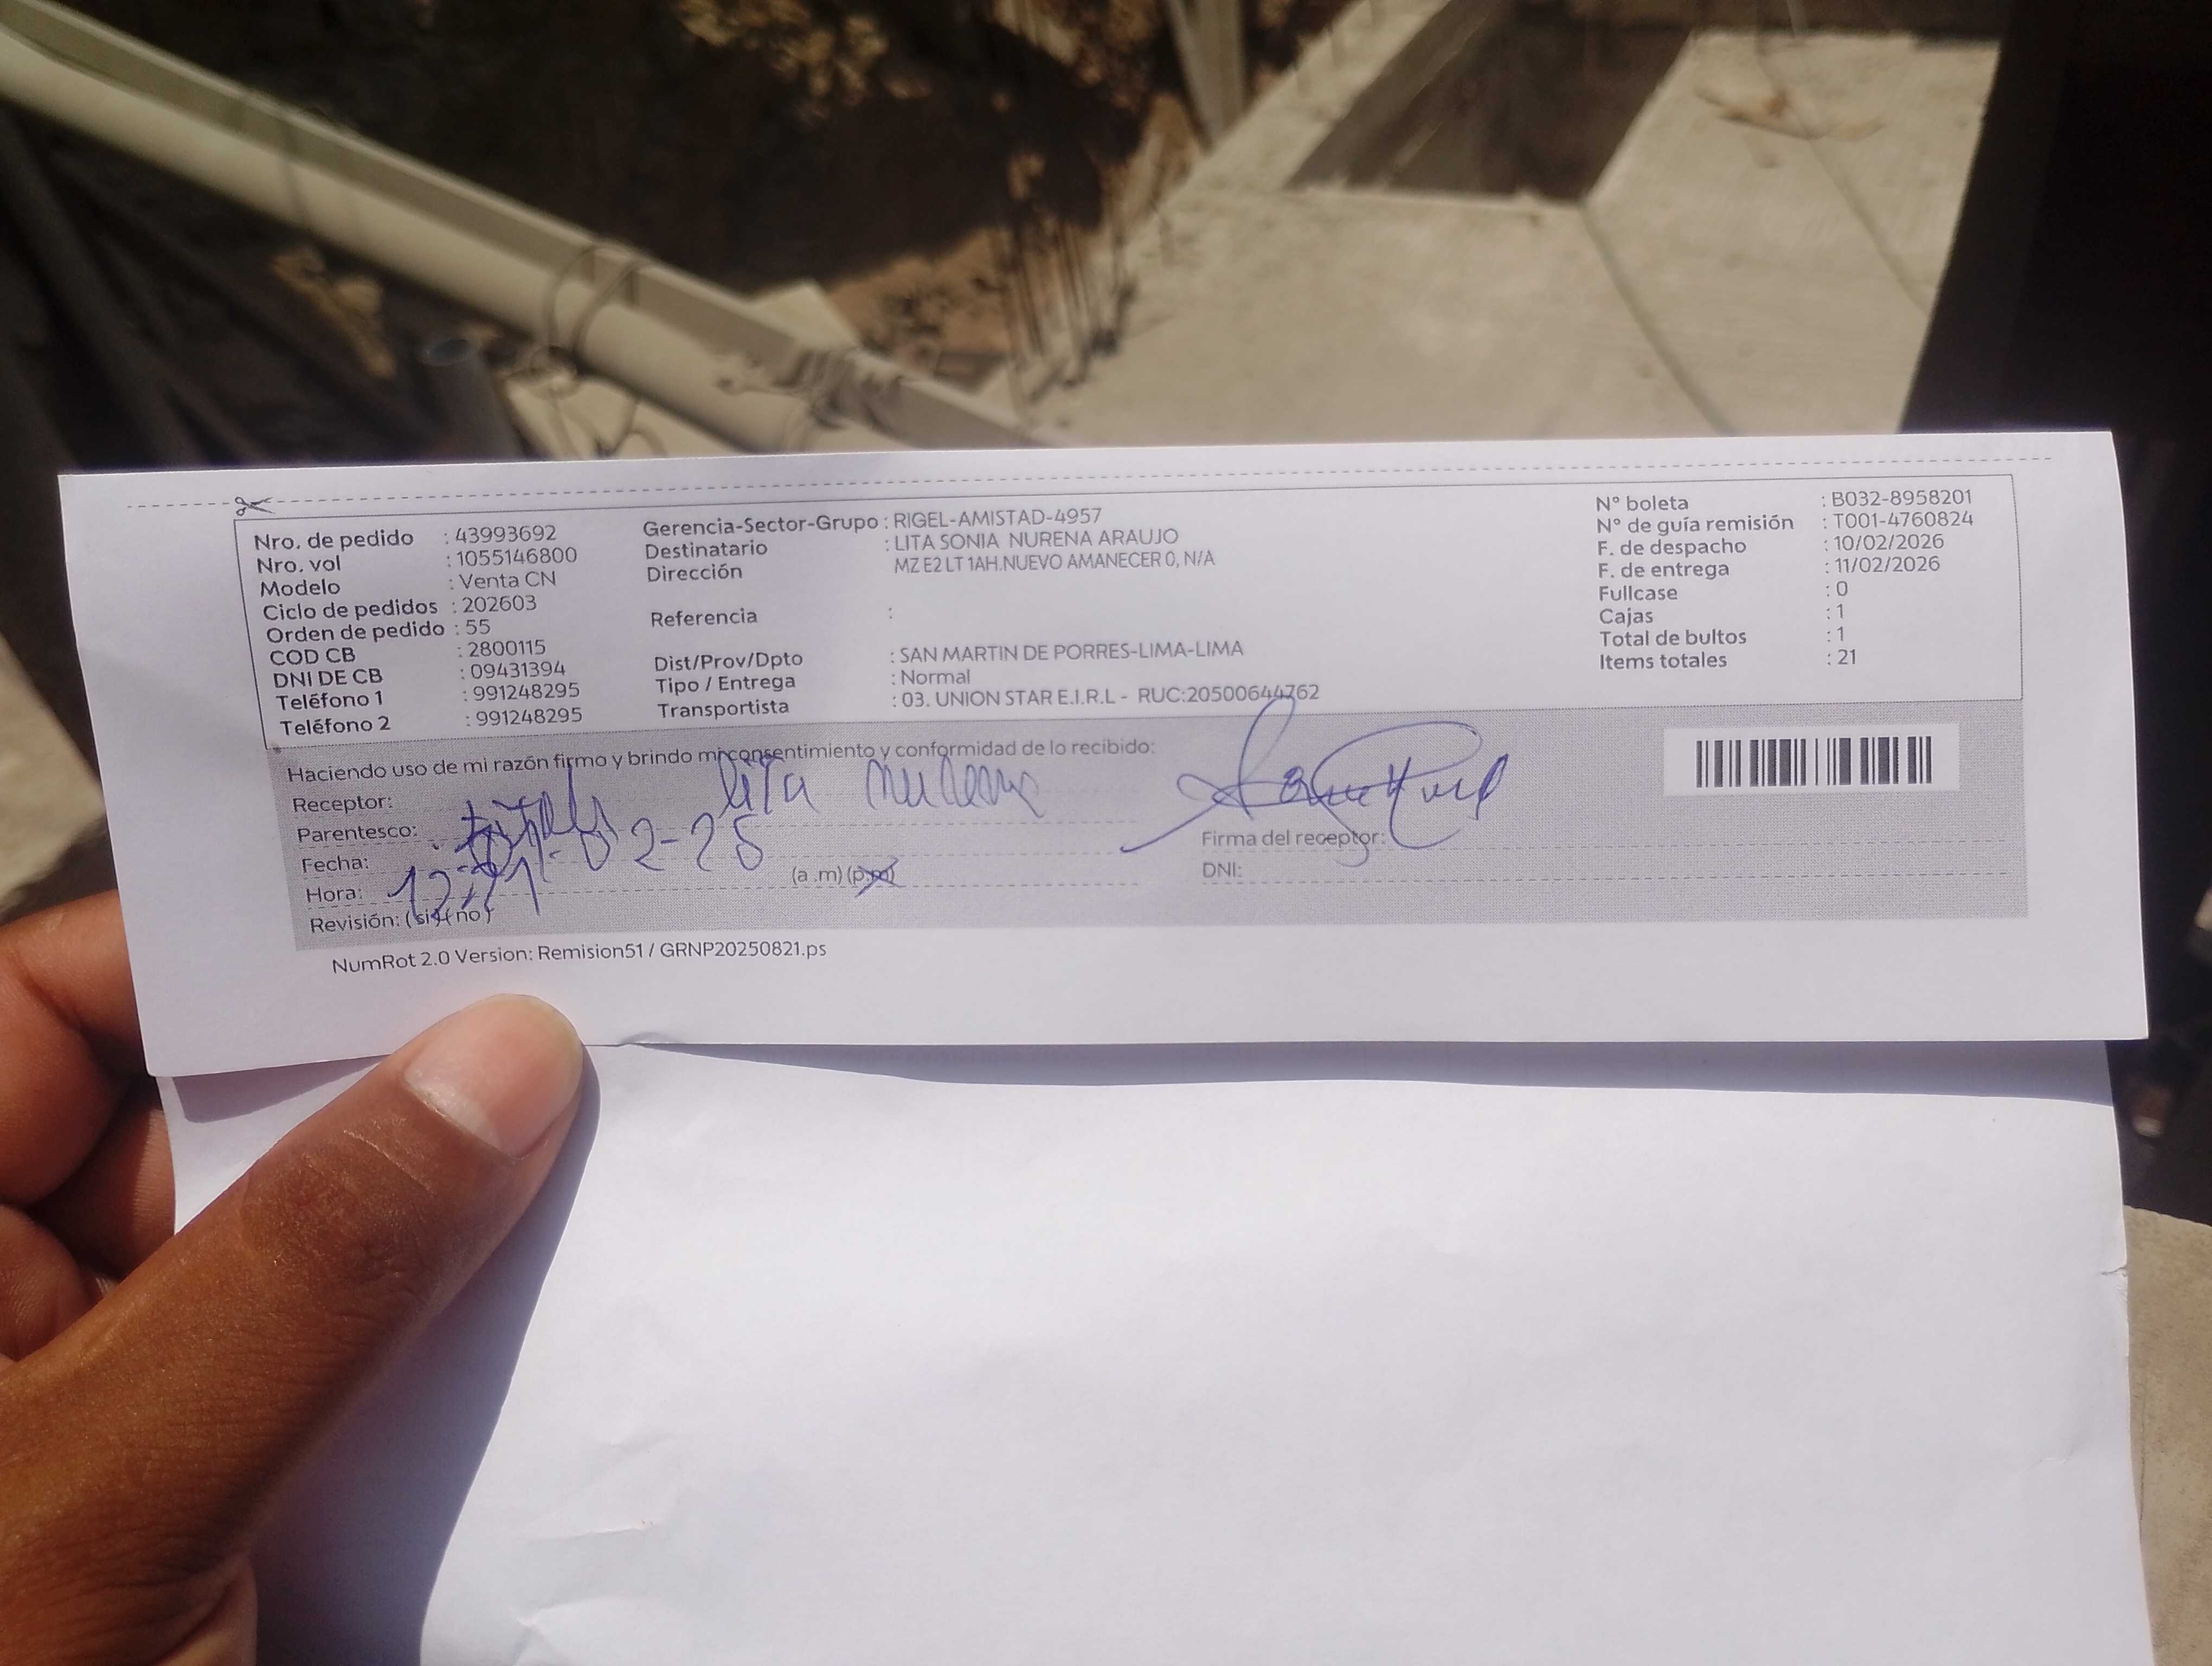 Nro. de pedido : 43993692
Nro. vol : 1055146800
Modelo : Venta CN
Ciclo de pedidos : 202603
Orden de pedido : 55
COD CB : 2800115
DNI DE CB : 09431394
Teléfono 1 : 991248295
Teléfono 2 : 991248295
Gerencia-Sector-Grupo : RIGEL-AMISTAD-4957
Destinatario : LITA SONIA NURENA ARAUJO
Dirección MZ E2 LT 1AH.NUEVO AMANECER 0, N/A
Referencia :
Dist/Prov/Dpto : SAN MARTIN DE PORRES-LIMA-LIMA
Tipo / Entrega : Normal
Transportista : 03. UNION STAR E.I.R.L - RUC:20500644762
N° boleta : B032-8958201
N° de guía remisión : T001-4760824
F. de despacho : 10/02/2026
F. de entrega : 11/02/2026
Fullcase : 0
Cajas : 1
Total de bultos : 1
Items totales : 21
Haciendo uso de mi razón firmo y brindo mi consentimiento y conformidad de lo recibido:
Receptor: lita
Parentesco:
Fecha:
Hora: (a .m) (p.m)
Revisión: ( si ) ( no )
Firma del receptor:
DNI:
NumRot 2.0 Version: Remision51 / GRNP20250821.ps